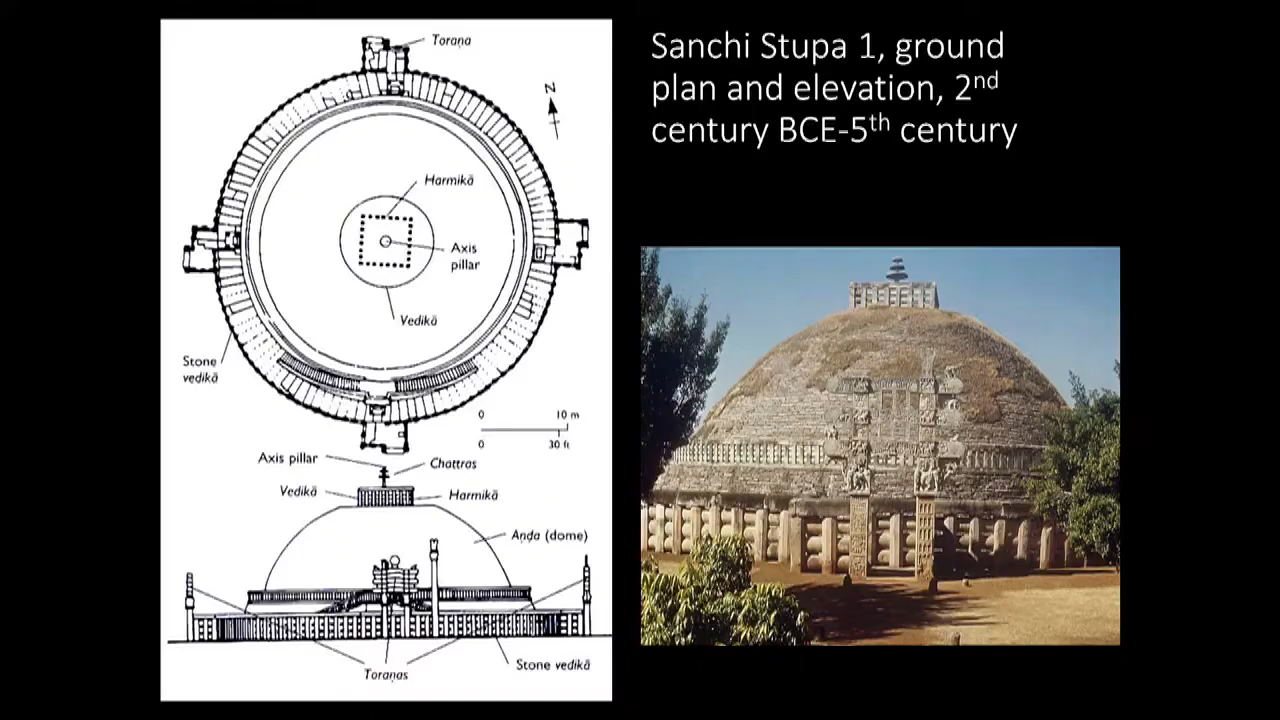 Sanchi Stupa 1, ground
plan and elevation, 2nd
century BCE-5th century
Toraṇa
N
Harmikā
Axis
pillar
Vedikā
Stone
vedikā
0 10 m
0 30 ft
Axis pillar
Chattras
Vedikā
Harmikā
Aṇḍa (dome)
Toraṇas
Stone vedikā